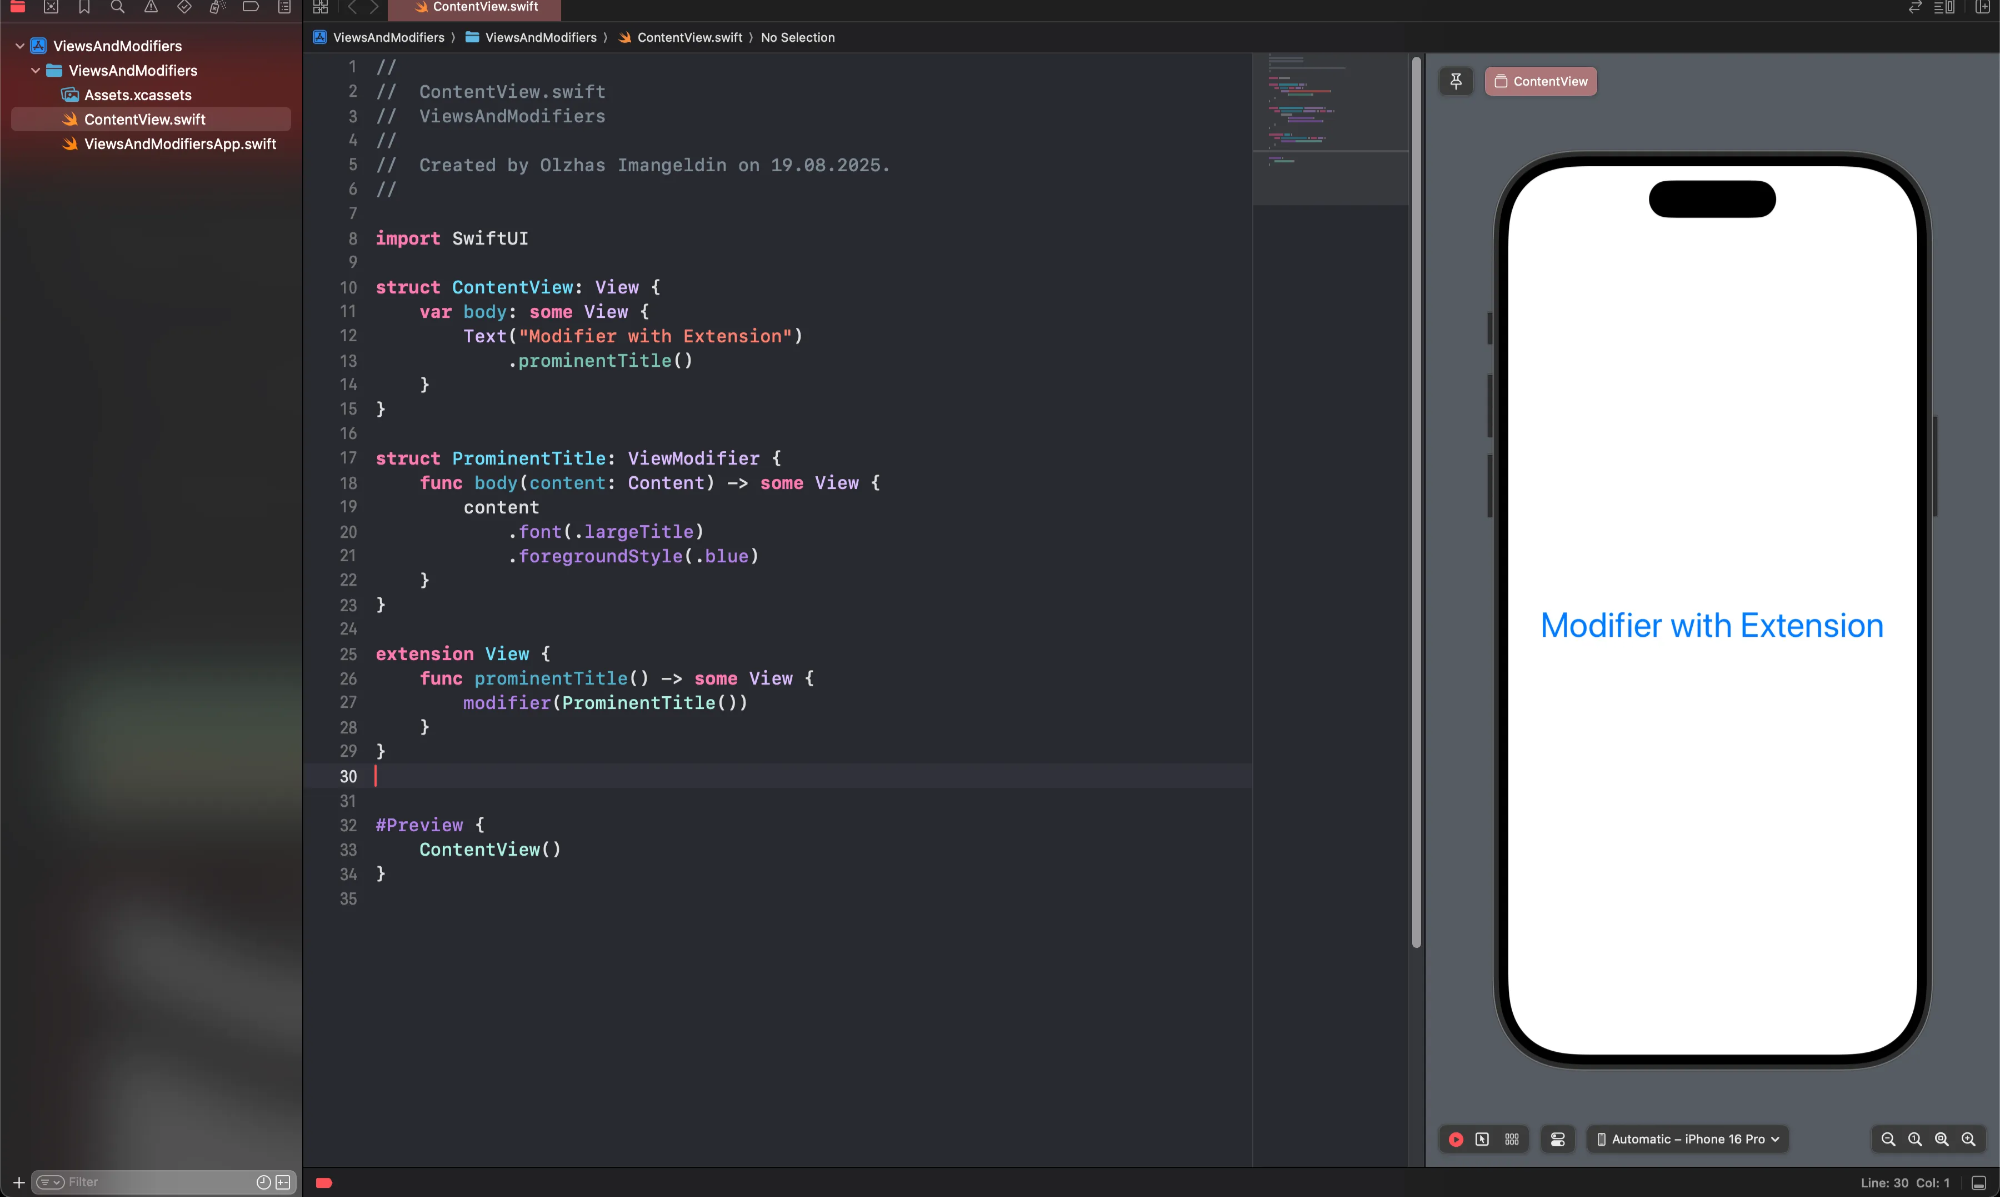 ContentView.swift
ViewsAndModifiers
ViewsAndModifiers
Assets.xcassets
ContentView.swift
ViewsAndModifiersApp.swift
Filter
ViewsAndModifiers 〉 ViewsAndModifiers 〉 ContentView.swift 〉 No Selection
1 //
2 //  ContentView.swift
3 //  ViewsAndModifiers
4 //
5 //  Created by Olzhas Imangeldin on 19.08.2025.
6 //
7
8 import SwiftUI
9
10 struct ContentView: View {
11     var body: some View {
12         Text("Modifier with Extension")
13             .prominentTitle()
14     }
15 }
16
17 struct ProminentTitle: ViewModifier {
18     func body(content: Content) -> some View {
19         content
20             .font(.largeTitle)
21             .foregroundStyle(.blue)
22     }
23 }
24
25 extension View {
26     func prominentTitle() -> some View {
27         modifier(ProminentTitle())
28     }
29 }
30
31
32 #Preview {
33     ContentView()
34 }
35
ContentView
Modifier with Extension
Automatic – iPhone 16 Pro
Line: 30 Col: 1